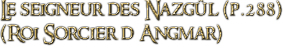 Le seigneur des Nazgûl (p.288)
(Roi Sorcier d Angmar)